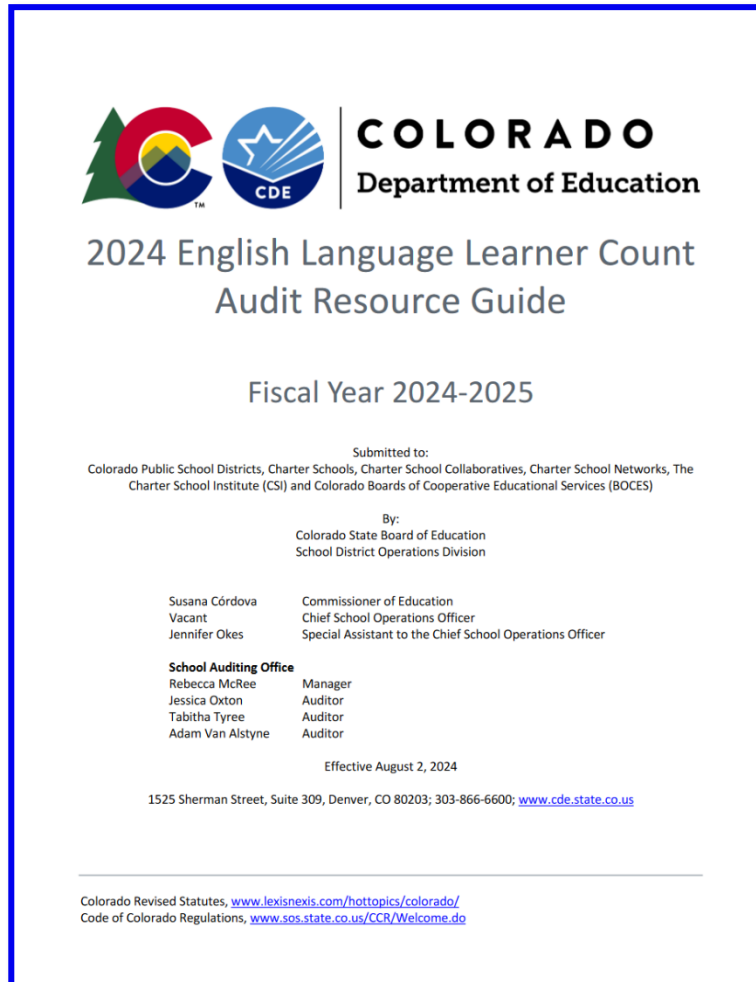 COLORADO
Department of Education
CDE
TM
2024 English Language Learner Count
Audit Resource Guide
Fiscal Year 2024-2025
Submitted to:
Colorado Public School Districts, Charter Schools, Charter School Collaboratives, Charter School Networks, The
Charter School Institute (CSI) and Colorado Boards of Cooperative Educational Services (BOCES)
By:
Colorado State Board of Education
School District Operations Division
Susana Córdova Commissioner of Education
Vacant Chief School Operations Officer
Jennifer Okes Special Assistant to the Chief School Operations Officer
School Auditing Office
Rebecca McRee Manager
Jessica Oxton Auditor
Tabitha Tyree Auditor
Adam Van Alstyne Auditor
Effective August 2, 2024
1525 Sherman Street, Suite 309, Denver, CO 80203; 303-866-6600; www.cde.state.co.us
Colorado Revised Statutes, www.lexisnexis.com/hottopics/colorado/
Code of Colorado Regulations, www.sos.state.co.us/CCR/Welcome.do